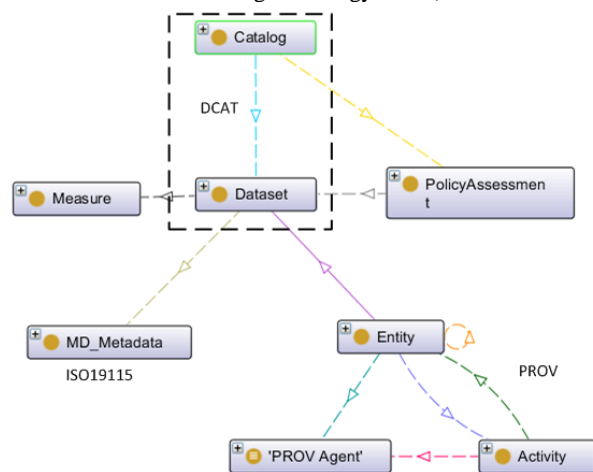 Catalog
DCAT
Measure
Dataset
PolicyAssessmen
t
MD_Metadata
ISO19115
Entity
PROV
'PROV Agent'
Activity